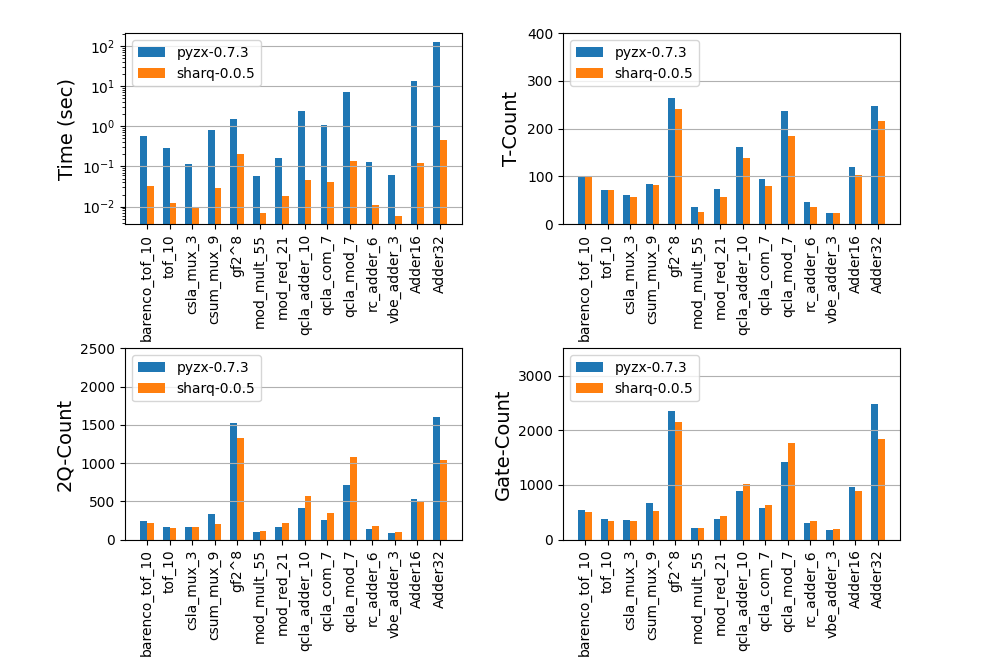 Time (sec)
10^2
10^1
10^0
10^-1
10^-2
pyzx-0.7.3
sharq-0.0.5
barenco_tof_10
tof_10
csla_mux_3
csum_mux_9
gf2^8
mod_mult_55
mod_red_21
qcla_adder_10
qcla_com_7
qcla_mod_7
rc_adder_6
vbe_adder_3
Adder16
Adder32
T-Count
400
300
200
100
0
pyzx-0.7.3
sharq-0.0.5
barenco_tof_10
tof_10
csla_mux_3
csum_mux_9
gf2^8
mod_mult_55
mod_red_21
qcla_adder_10
qcla_com_7
qcla_mod_7
rc_adder_6
vbe_adder_3
Adder16
Adder32
2Q-Count
2500
2000
1500
1000
500
0
pyzx-0.7.3
sharq-0.0.5
barenco_tof_10
tof_10
csla_mux_3
csum_mux_9
gf2^8
mod_mult_55
mod_red_21
qcla_adder_10
qcla_com_7
qcla_mod_7
rc_adder_6
vbe_adder_3
Adder16
Adder32
Gate-Count
3000
2000
1000
0
pyzx-0.7.3
sharq-0.0.5
barenco_tof_10
tof_10
csla_mux_3
csum_mux_9
gf2^8
mod_mult_55
mod_red_21
qcla_adder_10
qcla_com_7
qcla_mod_7
rc_adder_6
vbe_adder_3
Adder16
Adder32